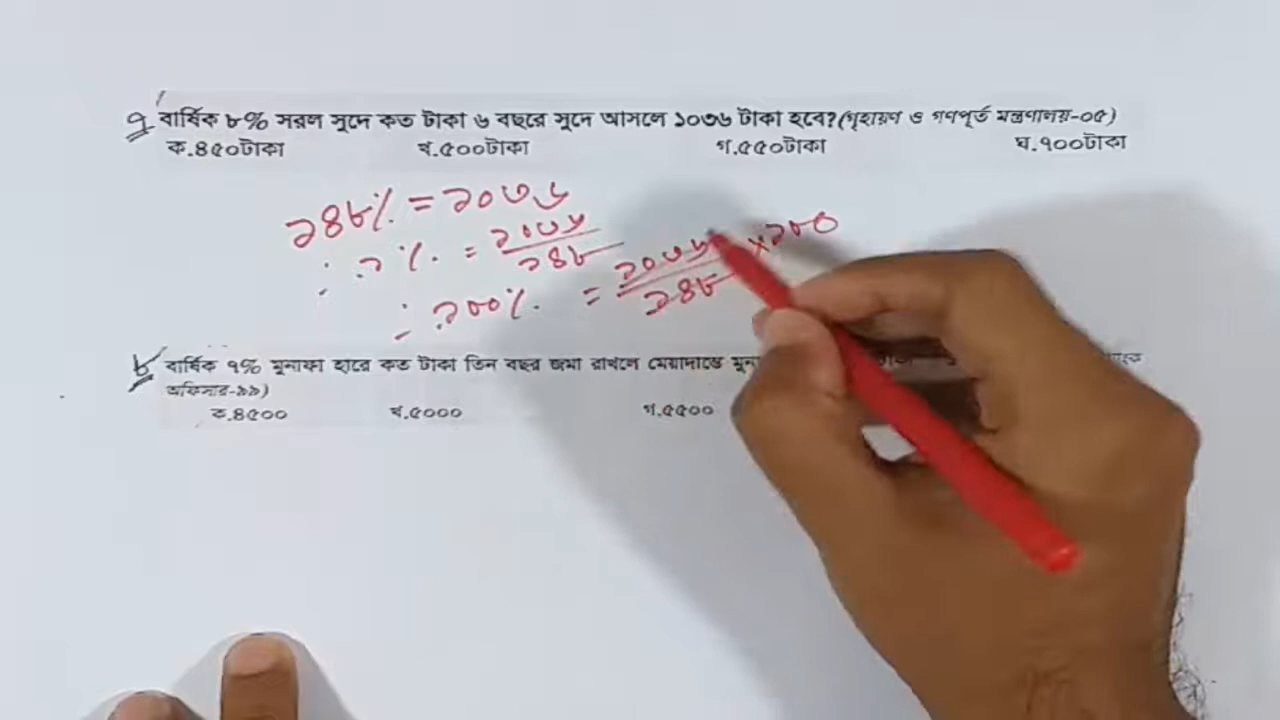 ৭ বার্ষিক ৮% সরল সুদে কত টাকা ৬ বছরে সুদে আসলে ১০৩৬ টাকা হবে?(গৃহায়ণ ও গণপূর্ত মন্ত্রণালয়-০৫)
ক.৪৫০টাকা খ.৫০০টাকা গ.৫৫০টাকা ঘ.৭০০টাকা
১৪৮% = ১০৩৬
∴ ১% = ১০৩৬/১৪৮
∴ ১০০% = ১০৩৬/১৪৮ × ১০০
৮ বার্ষিক ৭% মুনাফা হারে কত টাকা তিন বছর জমা রাখলে মেয়াদান্তে
অফিসার-৯৯)
ক.৪৫০০ খ.৫০০০ গ.৫৫০০